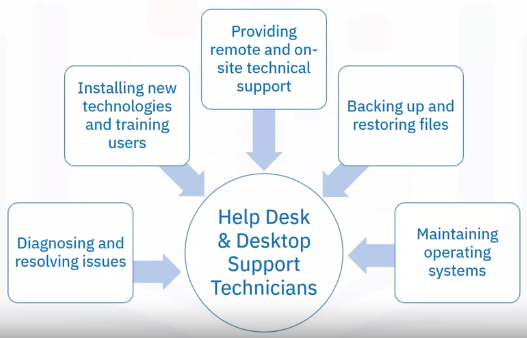 Providing
remote and on-
site technical
support
Installing new
technologies
and training
users
Backing up and
restoring files
Diagnosing and
resolving issues
Help Desk
& Desktop
Support
Technicians
Maintaining
operating
systems